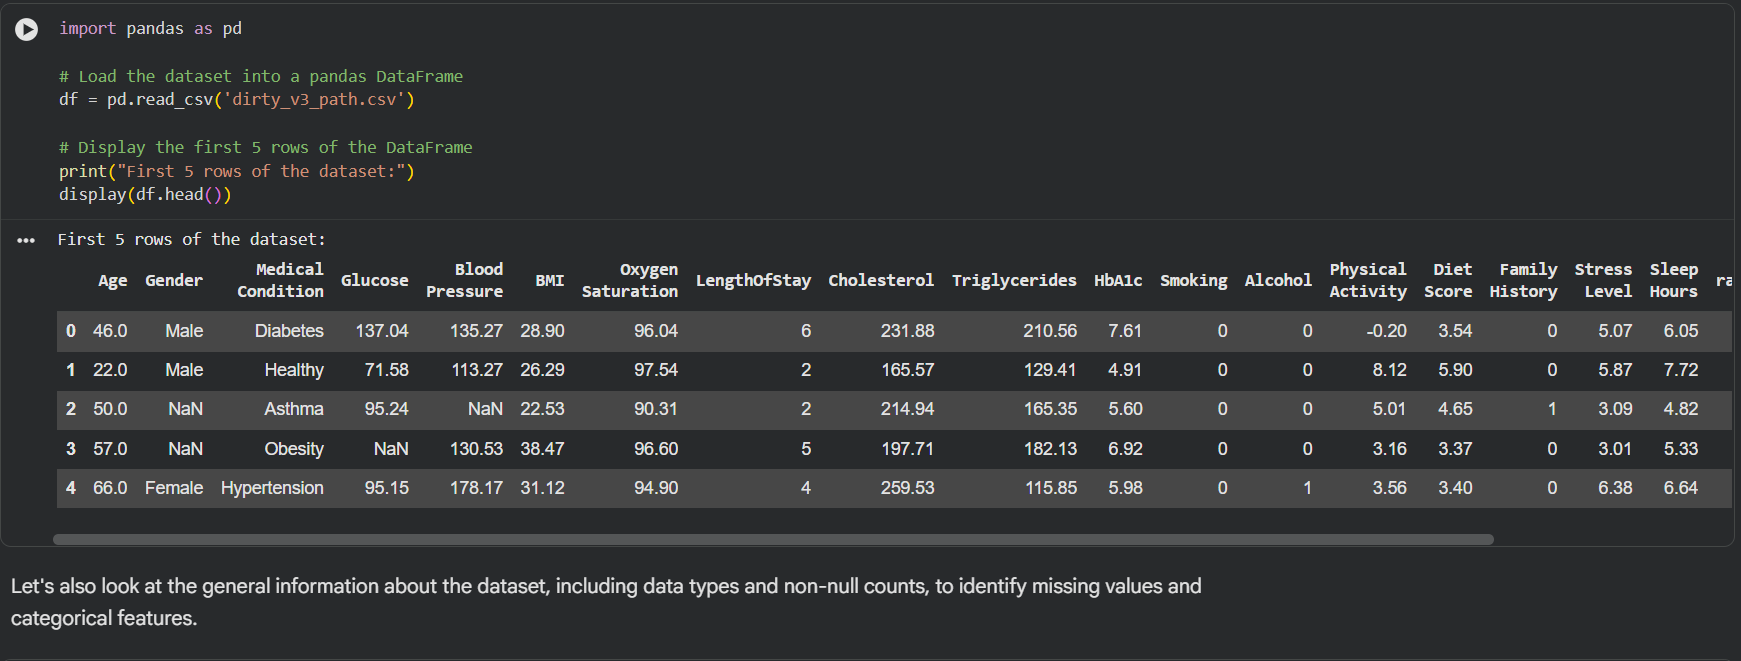 import pandas as pd
# Load the dataset into a pandas DataFrame
df = pd.read_csv('dirty_v3_path.csv')
# Display the first 5 rows of the DataFrame
print("First 5 rows of the dataset:")
display(df.head())
First 5 rows of the dataset:
Age Gender Medical Condition Glucose Blood Pressure BMI Oxygen Saturation LengthOfStay Cholesterol Triglycerides HbA1c Smoking Alcohol Physical Activity Diet Score Family History Stress Level Sleep Hours ra
0 46.0 Male Diabetes 137.04 135.27 28.90 96.04 6 231.88 210.56 7.61 0 0 -0.20 3.54 0 5.07 6.05
1 22.0 Male Healthy 71.58 113.27 26.29 97.54 2 165.57 129.41 4.91 0 0 8.12 5.90 0 5.87 7.72
2 50.0 NaN Asthma 95.24 NaN 22.53 90.31 2 214.94 165.35 5.60 0 0 5.01 4.65 1 3.09 4.82
3 57.0 NaN Obesity NaN 130.53 38.47 96.60 5 197.71 182.13 6.92 0 0 3.16 3.37 0 3.01 5.33
4 66.0 Female Hypertension 95.15 178.17 31.12 94.90 4 259.53 115.85 5.98 0 1 3.56 3.40 0 6.38 6.64
Let's also look at the general information about the dataset, including data types and non-null counts, to identify missing values and
categorical features.